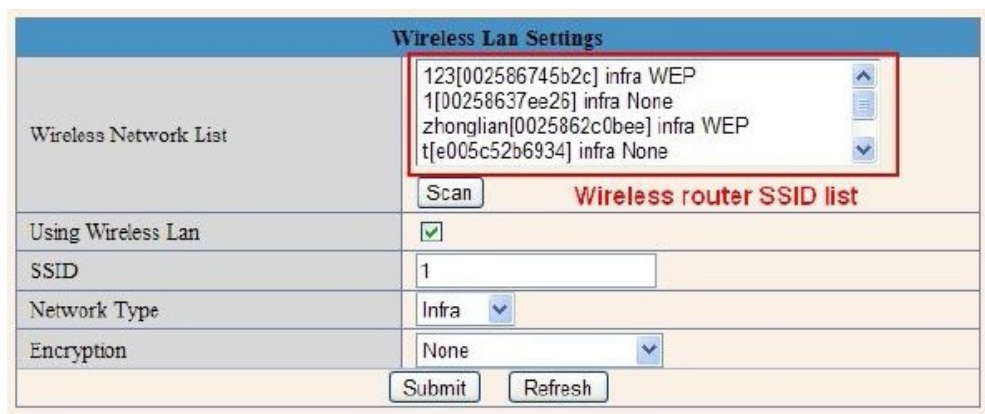 Wireless Lan Settings
Wireless Network List
123[002586745b2c] infra WEP
1[00258637ee26] infra None
zhonglian[0025862c0bee] infra WEP
t[e005c52b6934] infra None
Scan
Wireless router SSID list
Using Wireless Lan
SSID
1
Network Type
Infra
Encryption
None
Submit Refresh